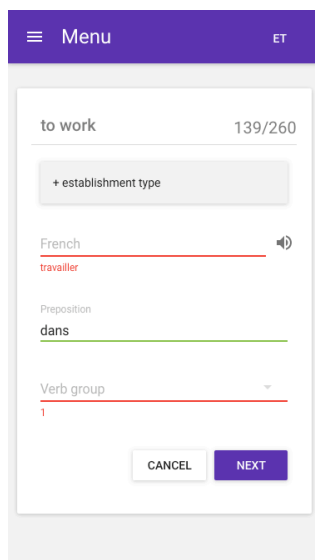 Menu ET
to work 139/260
+ establishment type
French
travailler
Preposition
dans
Verb group
1
CANCEL NEXT